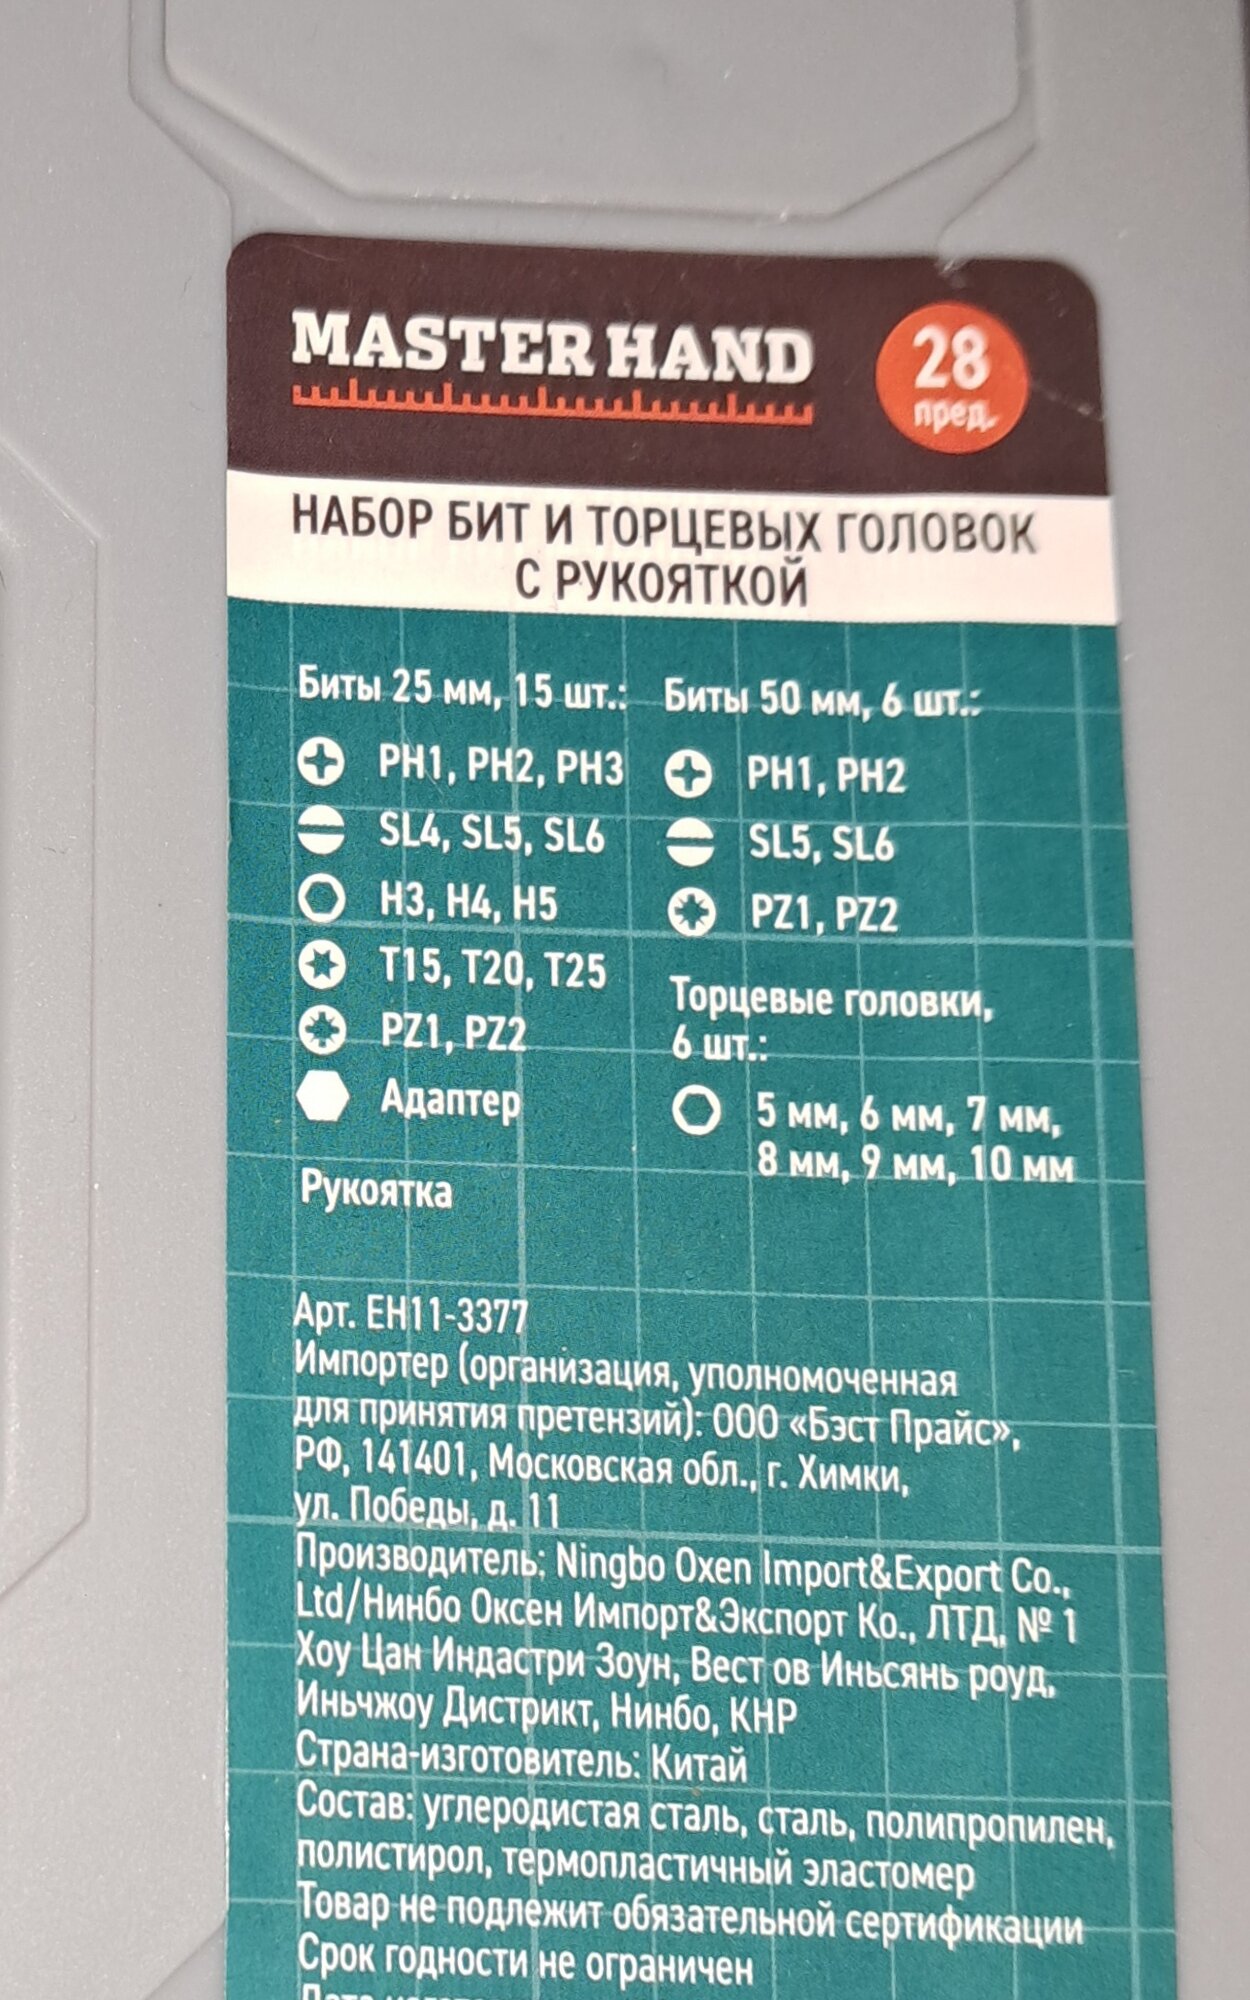 MASTER HAND
28
пред.
НАБОР БИТ И ТОРЦЕВЫХ ГОЛОВОК
С РУКОЯТКОЙ
Биты 25 мм, 15 шт.:
PH1, PH2, PH3
SL4, SL5, SL6
H3, H4, H5
T15, T20, T25
PZ1, PZ2
Адаптер
Рукоятка
Биты 50 мм, 6 шт.:
PH1, PH2
SL5, SL6
PZ1, PZ2
Торцевые головки,
6 шт.:
5 мм, 6 мм, 7 мм,
8 мм, 9 мм, 10 мм
Арт. EH11-3377
Импортер (организация, уполномоченная
для принятия претензий): ООО «Бэст Прайс»,
РФ, 141401, Московская обл., г. Химки,
ул. Победы, д. 11
Производитель: Ningbo Oxen Import&Export Co.,
Ltd/Нинбо Оксен Импорт&Экспорт Ко., ЛТД, № 1
Хоу Цан Индастри Зоун, Вест ов Иньсянь роуд,
Иньчжоу Дистрикт, Нинбо, КНР
Страна-изготовитель: Китай
Состав: углеродистая сталь, сталь, полипропилен,
полистирол, термопластичный эластомер
Товар не подлежит обязательной сертификации
Срок годности не ограничен